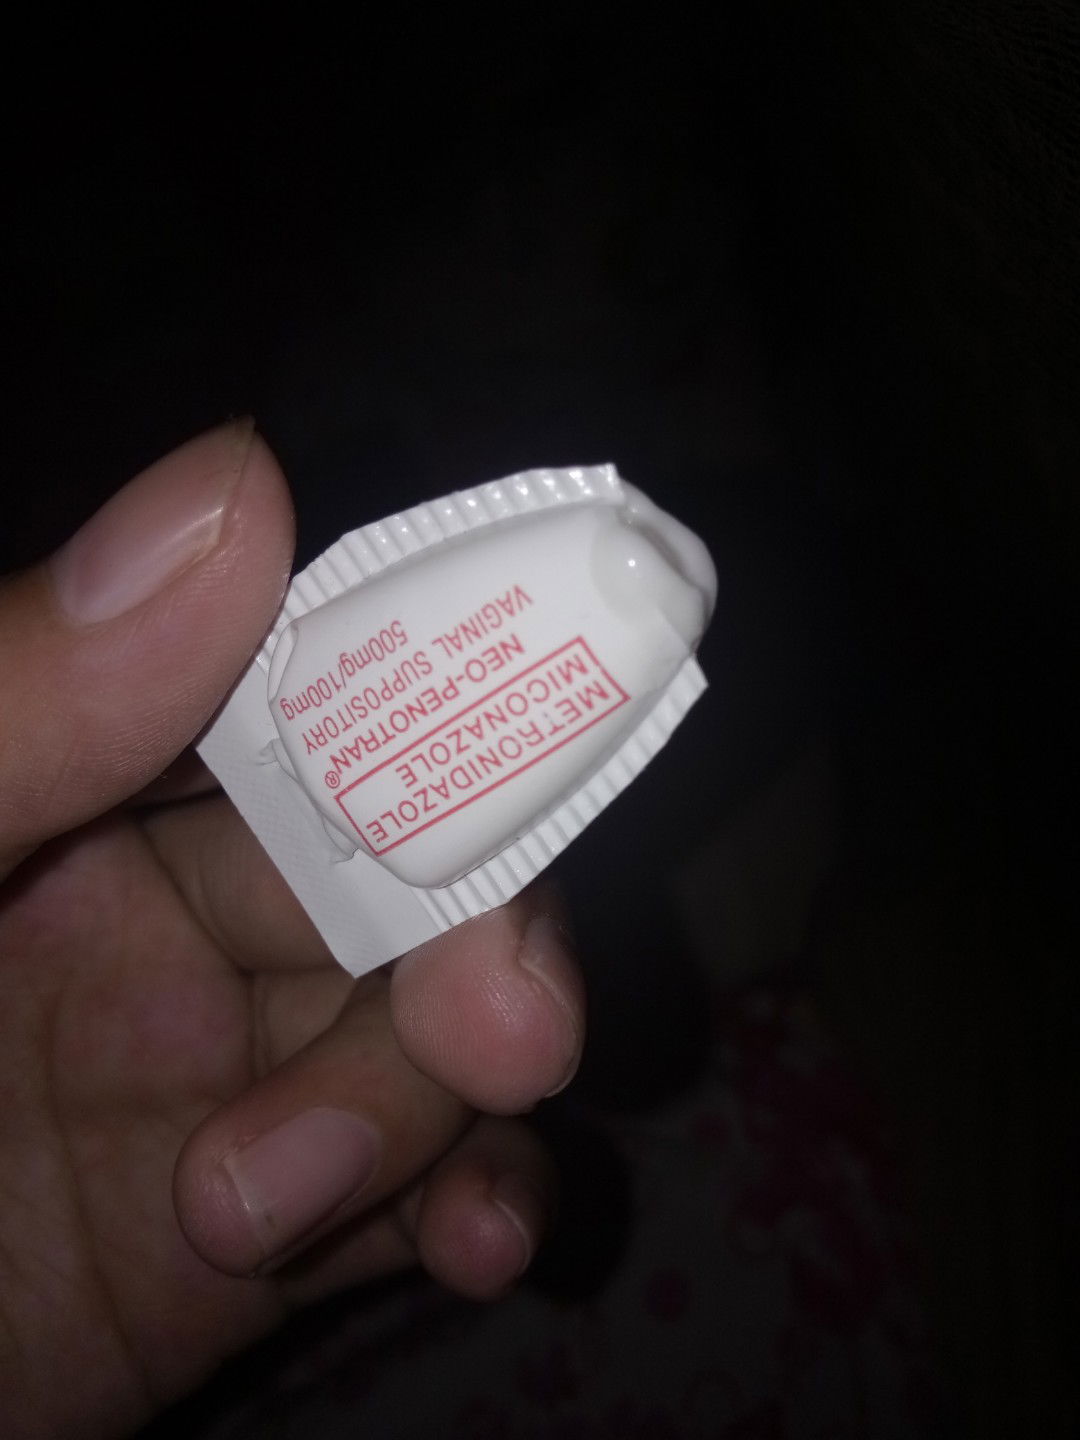 METRONIDAZOLE
MICONAZOLE
NEO-PENOTRAN®
VAGINAL SUPPOSITORY
500mg/100mg